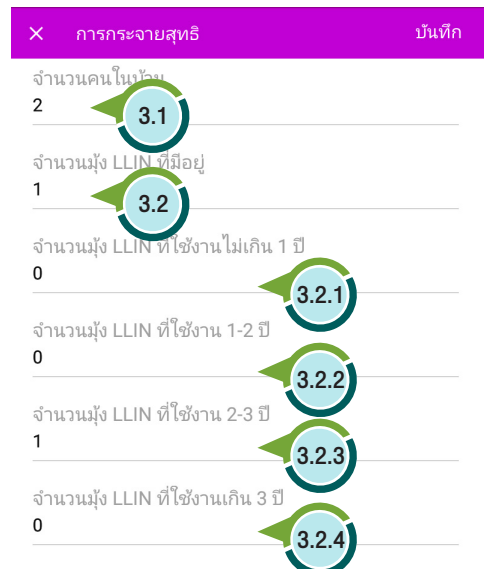 × การกระจายสุทธิ บันทึก
จำนวนคนในบ้าน
2
3.1
จำนวนมุ้ง LLIN ที่มีอยู่
1
3.2
จำนวนมุ้ง LLIN ที่ใช้งานไม่เกิน 1 ปี
0
3.2.1
จำนวนมุ้ง LLIN ที่ใช้งาน 1-2 ปี
0
3.2.2
จำนวนมุ้ง LLIN ที่ใช้งาน 2-3 ปี
1
3.2.3
จำนวนมุ้ง LLIN ที่ใช้งานเกิน 3 ปี
0
3.2.4